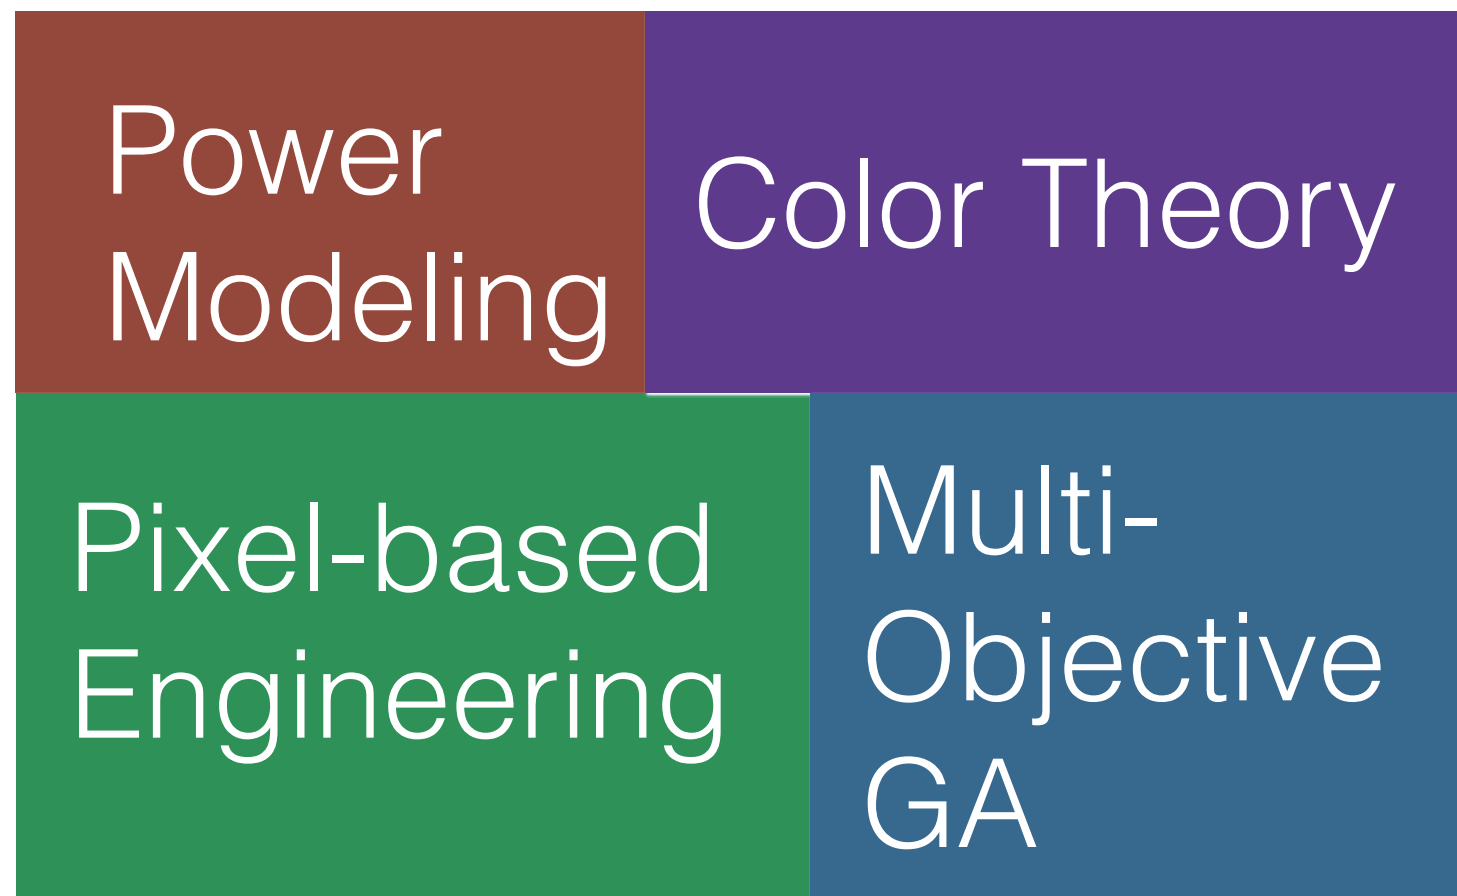 Power
Modeling
Color Theory
Pixel-based
Engineering
Multi-
Objective
GA